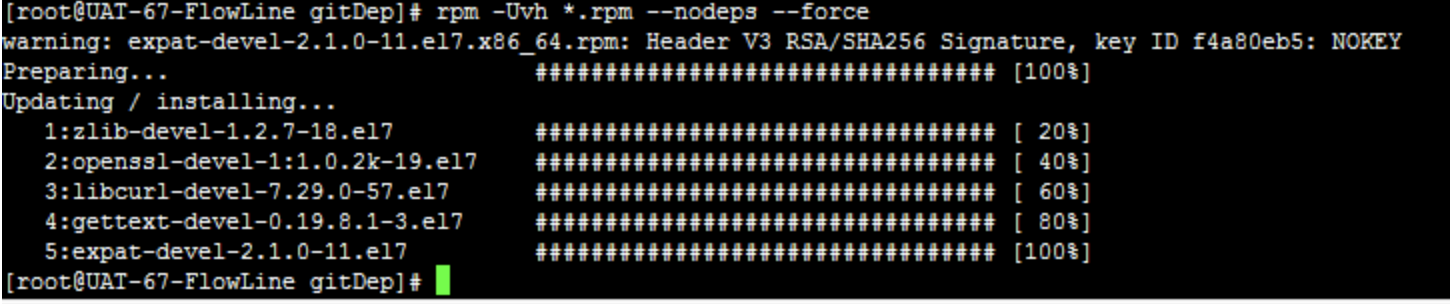 [root@UAT-67-FlowLine gitDep]# rpm -Uvh *.rpm --nodeps --force
warning: expat-devel-2.1.0-11.el7.x86_64.rpm: Header V3 RSA/SHA256 Signature, key ID f4a80eb5: NOKEY
Preparing... ################################# [100%]
Updating / installing...
1:zlib-devel-1.2.7-18.el7 ################################# [ 20%]
2:openssl-devel-1:1.0.2k-19.el7 ################################# [ 40%]
3:libcurl-devel-7.29.0-57.el7 ################################# [ 60%]
4:gettext-devel-0.19.8.1-3.el7 ################################# [ 80%]
5:expat-devel-2.1.0-11.el7 ################################# [100%]
[root@UAT-67-FlowLine gitDep]#